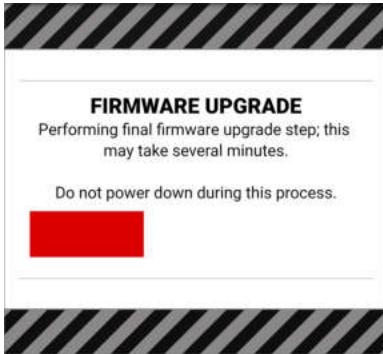 FIRMWARE UPGRADE
Performing final firmware upgrade step; this
may take several minutes.
Do not power down during this process.